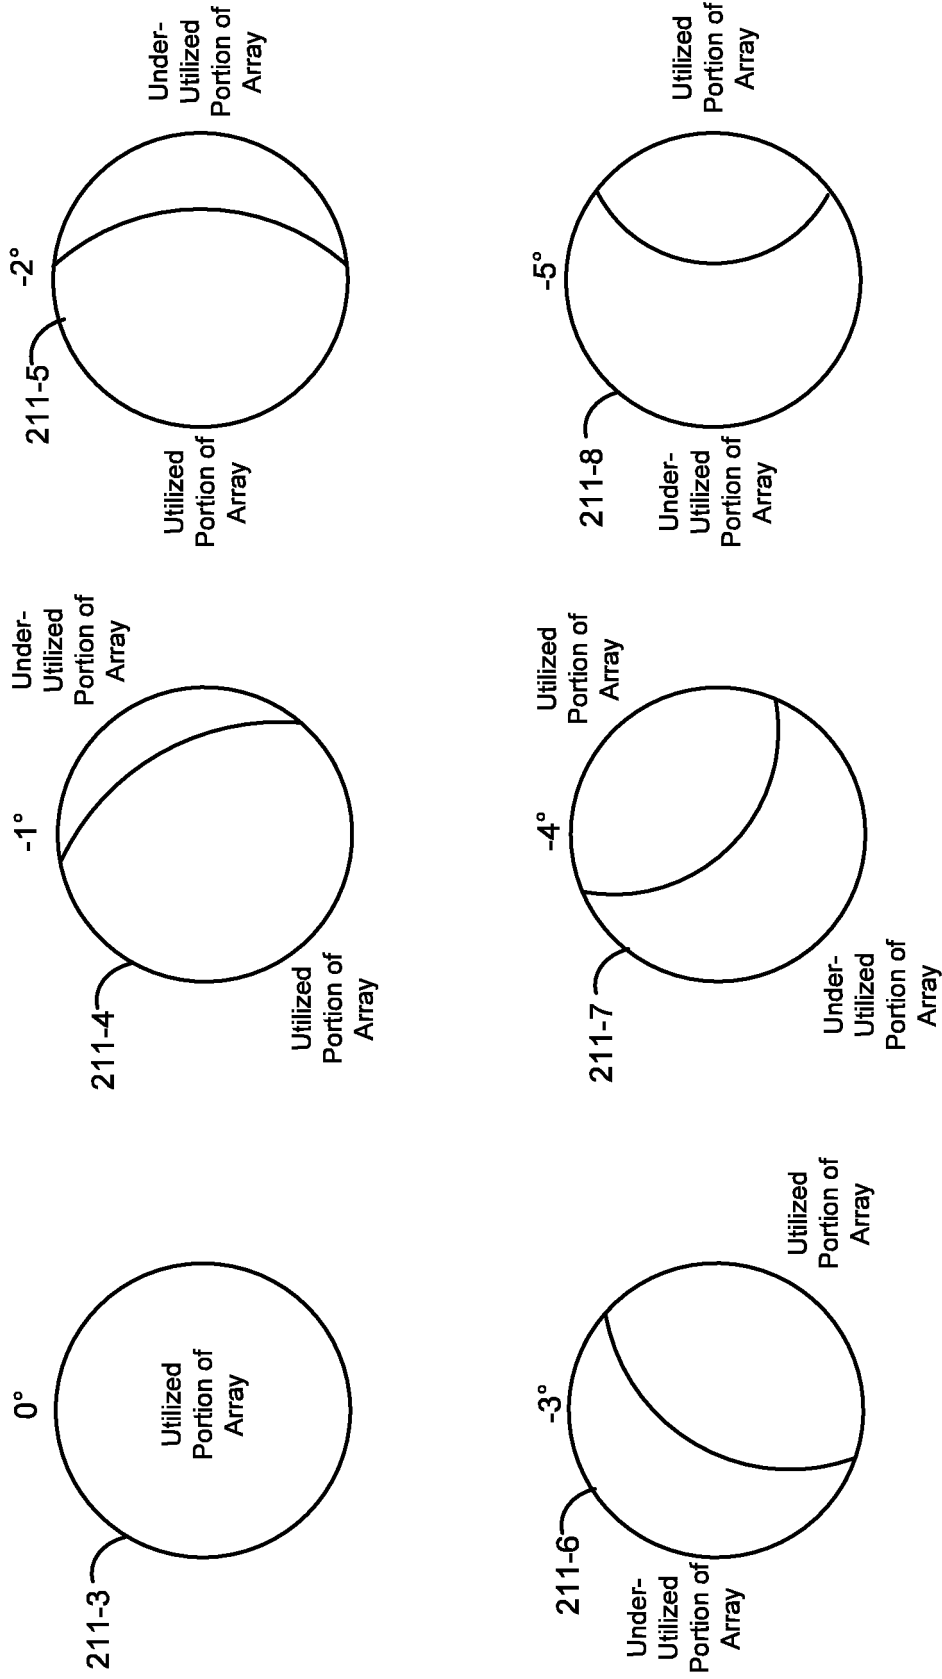 0°
211-3
Utilized
Portion of
Array
-1°
211-4
Under-
Utilized
Portion of
Array
Utilized
Portion of
Array
-2°
211-5
Utilized
Portion of
Array
Under-
Utilized
Portion of
Array
-3°
211-6
Under-
Utilized
Portion of
Array
Utilized
Portion of
Array
-4°
211-7
Utilized
Portion of
Array
Under-
Utilized
Portion of
Array
-5°
211-8
Under-
Utilized
Portion of
Array
Utilized
Portion of
Array